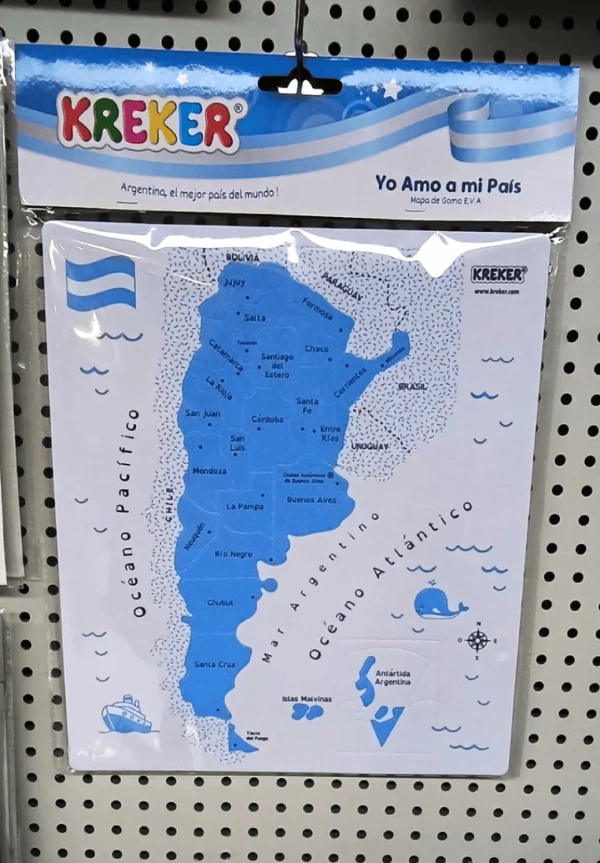 KREKER®
Argentina, el mejor país del mundo!
Yo Amo a mi País
Mapa de Goma E.V.A
KREKER®
www.kreker.com
BOLIVIA
PARAGUAY
Jujuy
Formosa
Salta
Tucumán
Chaco
Misiones
Catamarca
Santiago
del
Estero
Corrientes
BRASIL
La Rioja
Santa
Fe
San Juan
Córdoba
Entre
Ríos
San
Luis
URUGUAY
Mendoza
Ciudad Autónoma
de Buenos Aires
Buenos Aires
La Pampa
CHILE
Océano Pacífico
Neuquén
Río Negro
Mar Argentino
Océano Atlántico
Chubut
N
O
E
S
Santa Cruz
Antártida
Argentina
Islas Malvinas
Tierra
del Fuego